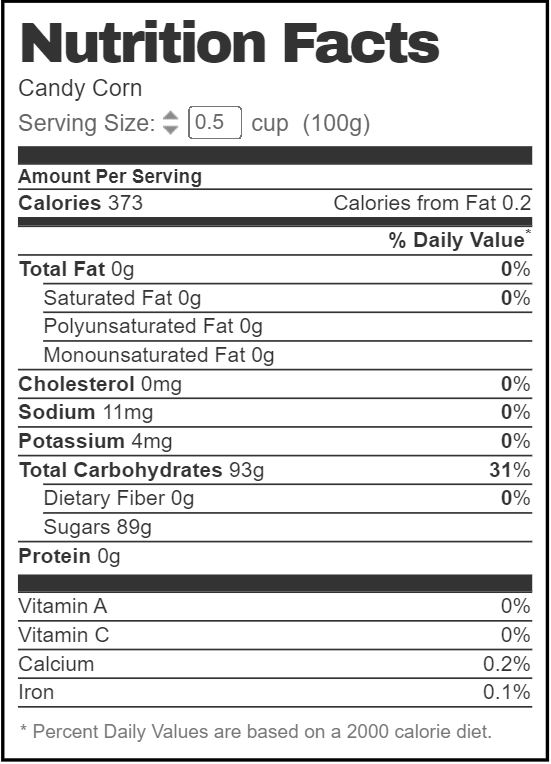 Nutrition Facts
Candy Corn
Serving Size: 0.5 cup (100g)
Amount Per Serving
Calories 373 Calories from Fat 0.2
% Daily Value*
Total Fat 0g 0%
Saturated Fat 0g 0%
Polyunsaturated Fat 0g
Monounsaturated Fat 0g
Cholesterol 0mg 0%
Sodium 11mg 0%
Potassium 4mg 0%
Total Carbohydrates 93g 31%
Dietary Fiber 0g 0%
Sugars 89g
Protein 0g
Vitamin A 0%
Vitamin C 0%
Calcium 0.2%
Iron 0.1%
* Percent Daily Values are based on a 2000 calorie diet.